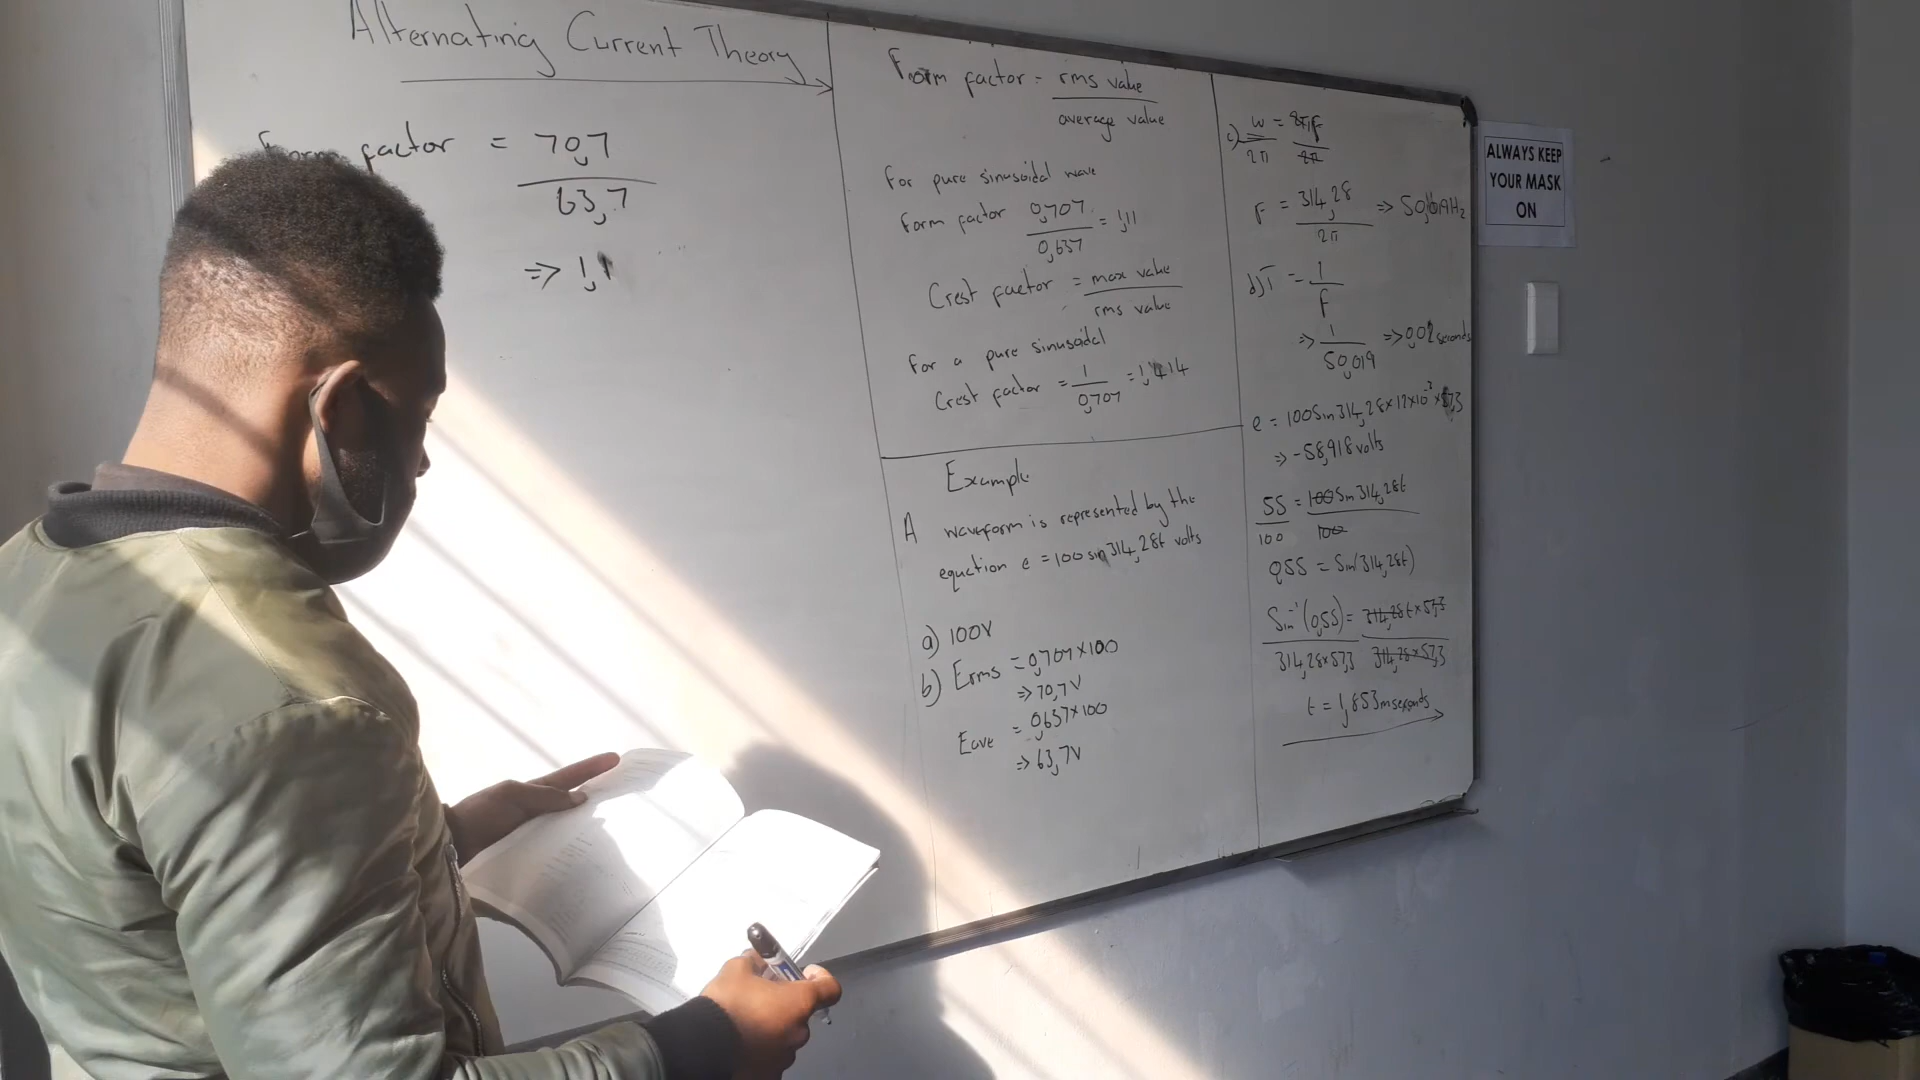 Alternating Current Theory
Form factor = 70,7
63,7
=> 1,1
Form factor = rms value
average value
For pure sinusoidal wave
Form factor 0,707 = 1,11
0,637
Crest factor = max value
rms value
For a pure sinusoidal
Crest factor = 1 = 1,414
0,707
Example
A waveform is represented by the
equation e = 100 sin 314,28t volts
a) 100V
b) Erms = 0,707 x 100
=> 70,7V
Eave = 0,637 x 100
=> 63,7V
c) w = 2πf
2π 2π
F = 314,28 =>
2π
d) T = 1
f
=> 1 => 0,02 seconds
50,019
e = 100 Sin 314,28 x 12 x 10⁻³ x 57,3
=> -58,918 volts
55 = 100 Sin 314,28t
100 100
0,55 = Sin(314,28t)
Sin⁻¹(0,55) = 314,28t x 57,3
314,28 x 57,3 314,28 x 57,3
t = 1,853 mseconds
ALWAYS KEEP
YOUR MASK
ON